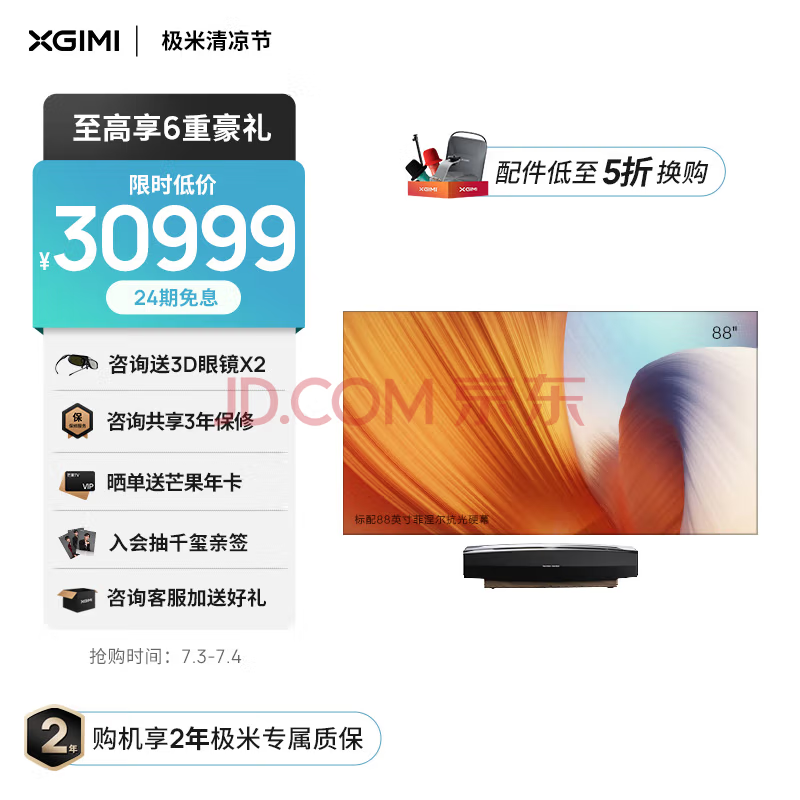 XGIMI | 极米清凉节
至高享6重豪礼
限时低价
¥30999
24期免息
咨询送3D眼镜X2
咨询共享3年保修
晒单送芒果年卡
入会抽千玺亲签
咨询客服加送好礼
抢购时间：7.3-7.4
配件低至5折换购
XGIMI XGIMI
88"
JD.COM 京东
标配88英寸菲涅尔抗光硬幕
保
VIP
XGIMI
2年
购机享2年极米专属质保